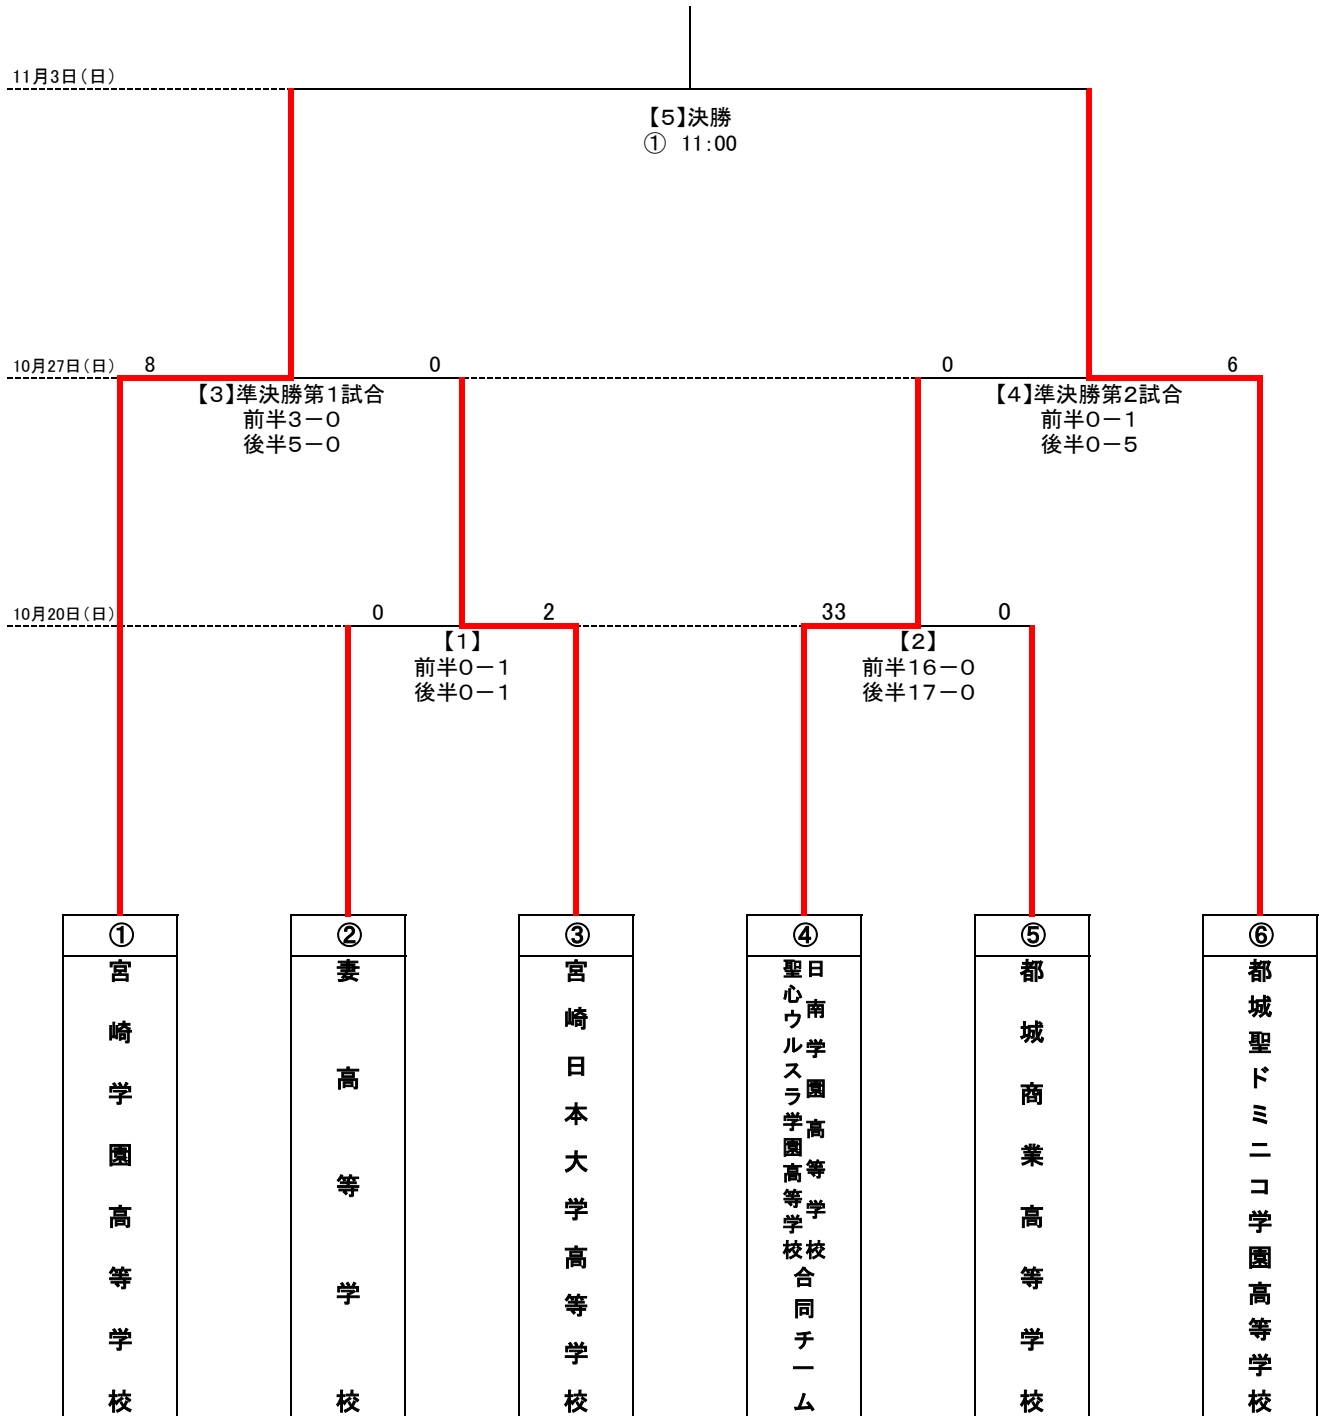 11月3日(日)
【5】決勝
① 11:00
10月27日(日)
8
0
0
6
【3】準決勝第1試合
前半3-0
後半5-0
【4】準決勝第2試合
前半0-1
後半0-5
10月20日(日)
0
2
33
0
【1】
前半0-1
後半0-1
【2】
前半16-0
後半17-0
①
宮崎学園高等学校
②
妻高等学校
③
宮崎日本大学高等学校
④
日南学園高等学校
聖心ウルスラ学園高等学校
合同チーム
⑤
都城商業高等学校
⑥
都城聖ドミニコ学園高等学校